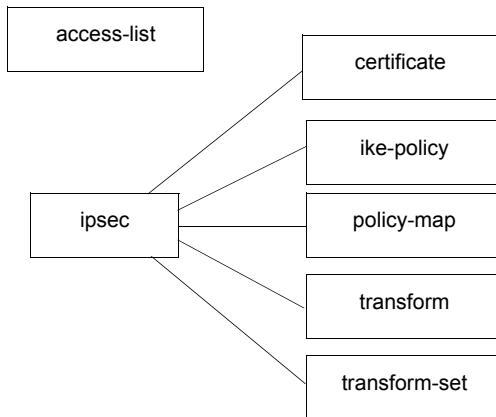 access-list
certificate
ike-policy
ipsec
policy-map
transform
transform-set